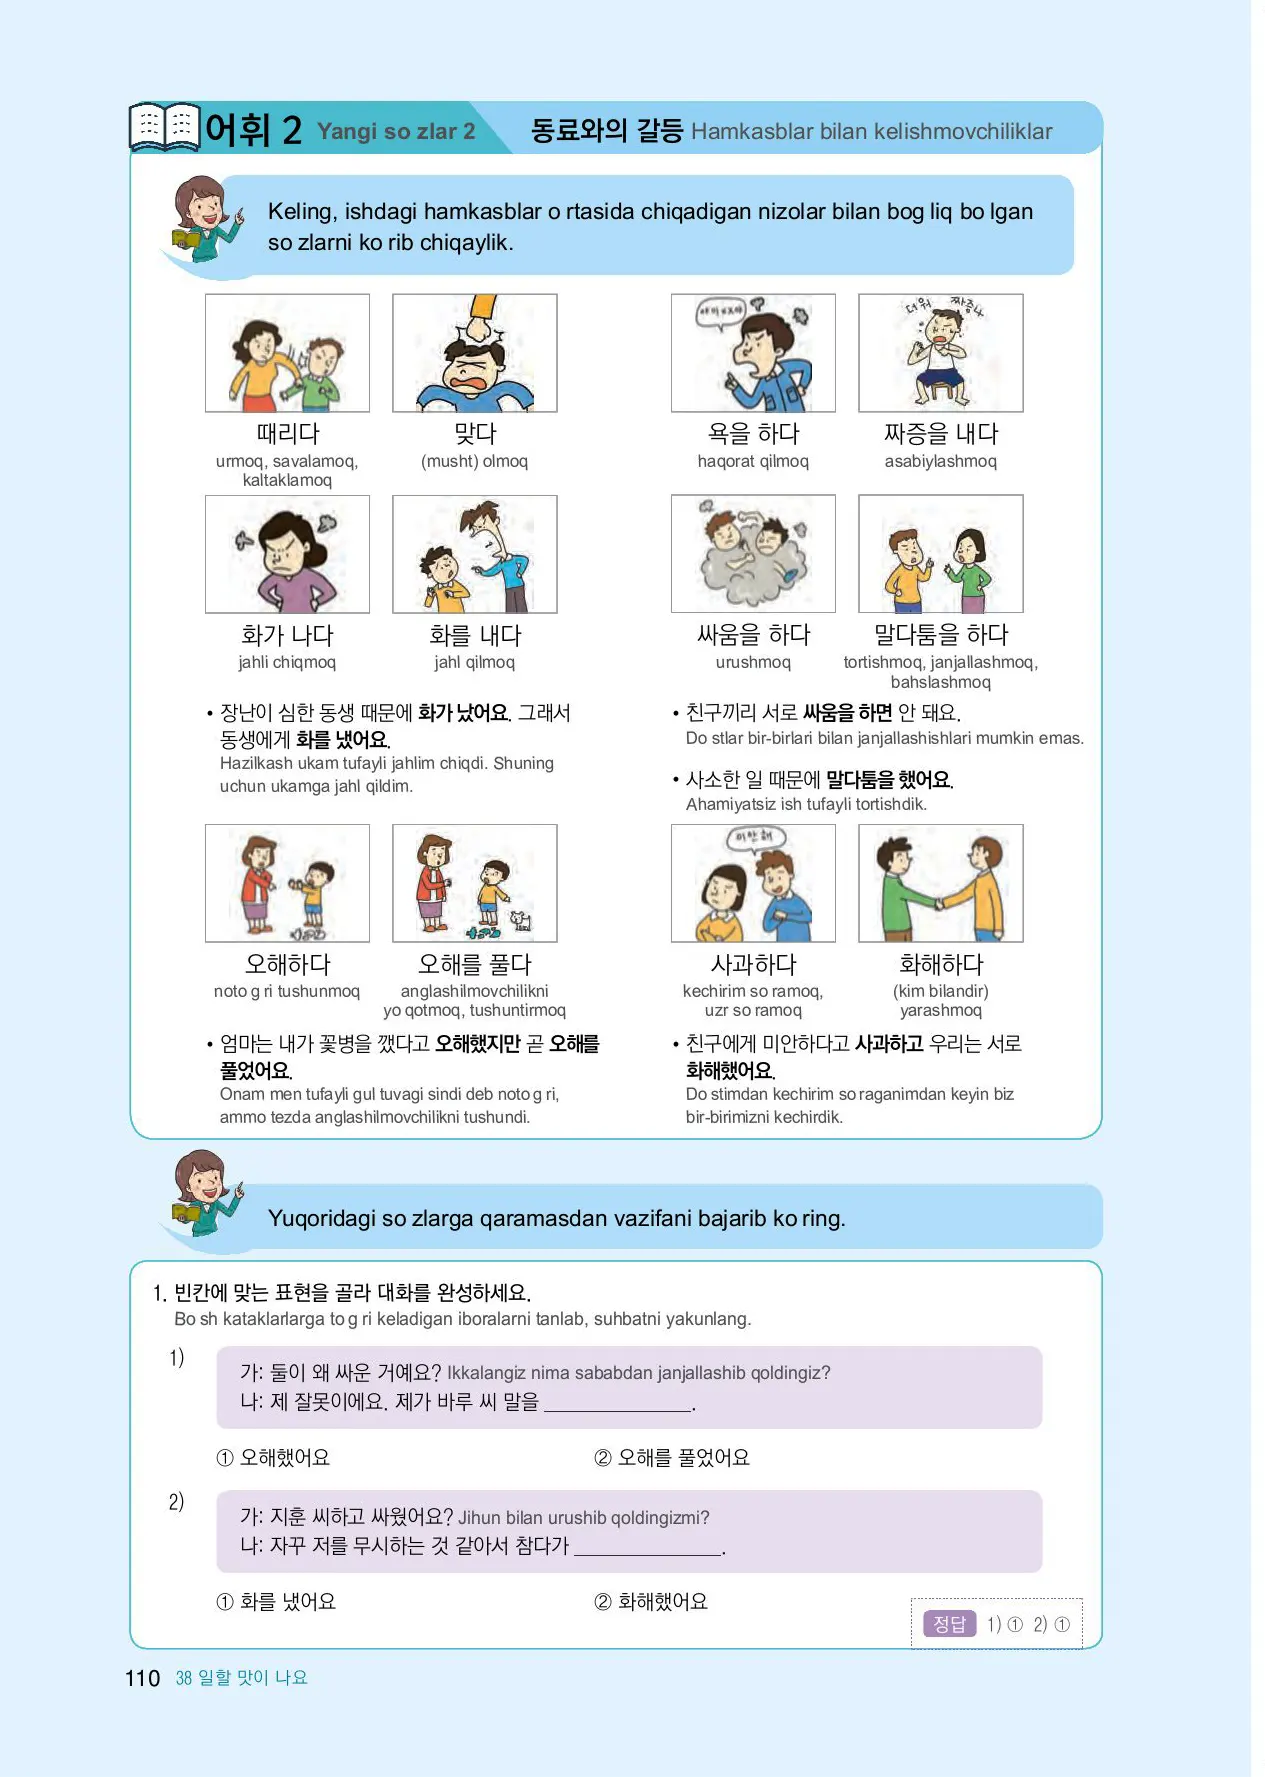 어휘 2 Yangi so zlar 2 동료와의 갈등 Hamkasblar bilan kelishmovchiliklar
Keling, ishdagi hamkasblar o rtasida chiqadigan nizolar bilan bog liq bo lgan
so zlarni ko rib chiqaylik.
더워 짜증나
때리다 맞다 욕을 하다 짜증을 내다
urmoq, savalamoq, (musht) olmoq haqorat qilmoq asabiylashmoq
kaltaklamoq
화가 나다 화를 내다 싸움을 하다 말다툼을 하다
jahli chiqmoq jahl qilmoq urushmoq tortishmoq, janjallashmoq,
bahslashmoq
• 장난이 심한 동생 때문에 화가 났어요. 그래서
동생에게 화를 냈어요.
Hazilkash ukam tufayli jahlim chiqdi. Shuning
uchun ukamga jahl qildim.
• 친구끼리 서로 싸움을 하면 안 돼요.
Do stlar bir-birlari bilan janjallashishlari mumkin emas.
• 사소한 일 때문에 말다툼을 했어요.
Ahamiyatsiz ish tufayli tortishdik.
미안해
오해하다 오해를 풀다 사과하다 화해하다
noto g ri tushunmoq anglashilmovchilikni kechirim so ramoq, (kim bilandir)
yo qotmoq, tushuntirmoq uzr so ramoq yarashmoq
• 엄마는 내가 꽃병을 깼다고 오해했지만 곧 오해를
풀었어요.
Onam men tufayli gul tuvagi sindi deb noto g ri,
ammo tezda anglashilmovchilikni tushundi.
• 친구에게 미안하다고 사과하고 우리는 서로
화해했어요.
Do stimdan kechirim so raganimdan keyin biz
bir-birimizni kechirdik.
Yuqoridagi so zlarga qaramasdan vazifani bajarib ko ring.
1. 빈칸에 맞는 표현을 골라 대화를 완성하세요.
Bo sh kataklarlarga to g ri keladigan iboralarni tanlab, suhbatni yakunlang.
1)
가: 둘이 왜 싸운 거예요? Ikkalangiz nima sababdan janjallashib qoldingiz?
나: 제 잘못이에요. 제가 바루 씨 말을 ______________.
① 오해했어요 ② 오해를 풀었어요
2)
가: 지훈 씨하고 싸웠어요? Jihun bilan urushib qoldingizmi?
나: 자꾸 저를 무시하는 것 같아서 참다가 ______________.
① 화를 냈어요 ② 화해했어요
정답 1) ① 2) ①
110 38 일할 맛이 나요